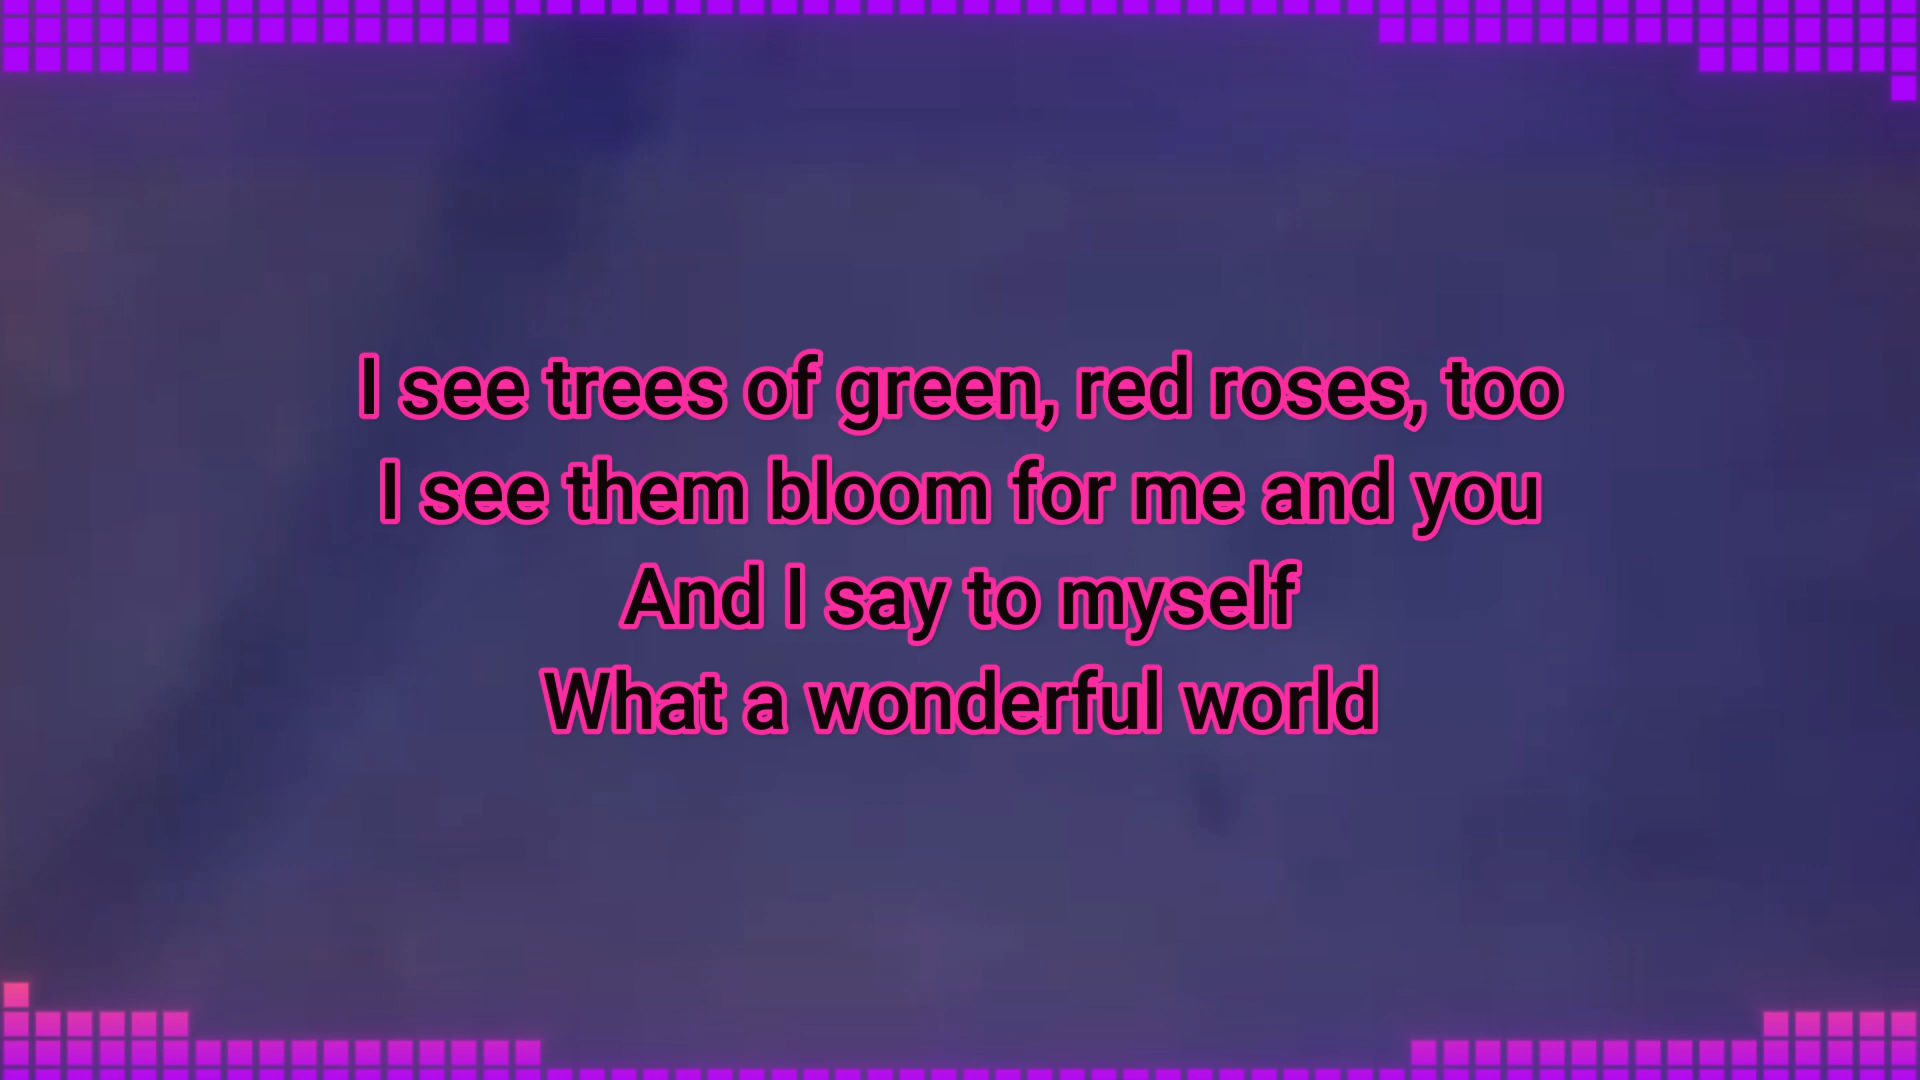 I see trees of green, red roses, too
I see them bloom for me and you
And I say to myself
What a wonderful world